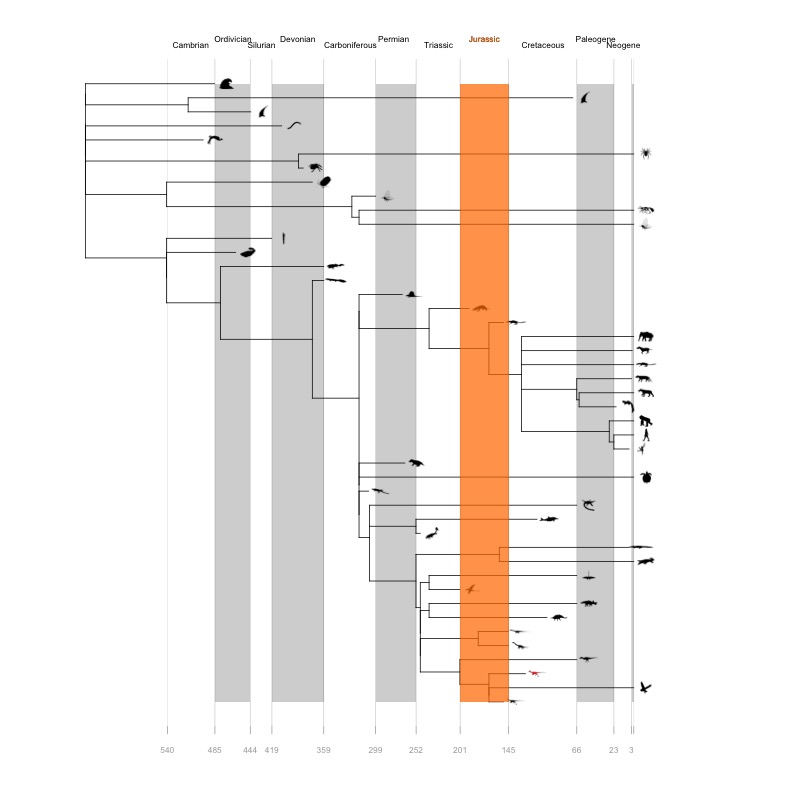 Cambrian
Ordivician
Silurian
Devonian
Carboniferous
Permian
Triassic
Jurassic
Cretaceous
Paleogene
Neogene
540 485 444 419 359 299 252 201 145 66 23 3